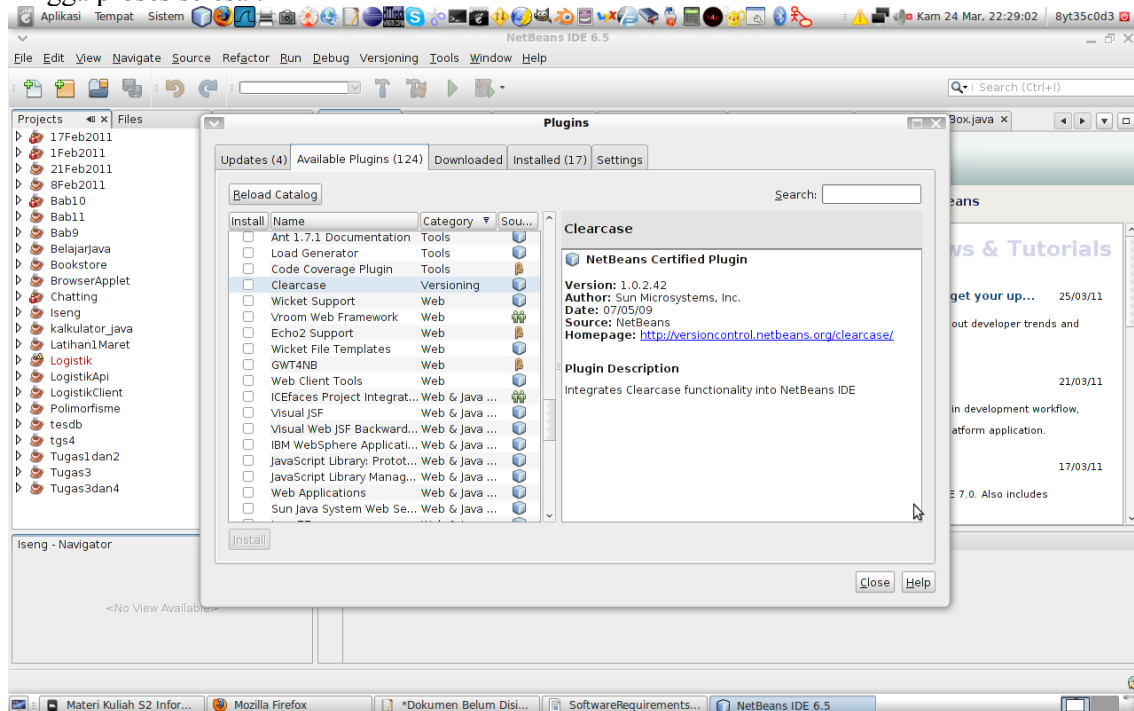 Aplikasi Tempat Sistem
Kam 24 Mar, 22:29:02 8yt35c0d3
NetBeans IDE 6.5
File Edit View Navigate Source Refactor Run Debug Versioning Tools Window Help
Search (Ctrl+I)
Projects Files
Box.java
17Feb2011
1Feb2011
21Feb2011
8Feb2011
Bab10
Bab11
Bab9
BelajarJava
Bookstore
BrowserApplet
Chatting
Iseng
kalkulator_java
Latihan1Maret
Logistik
LogistikApi
LogistikClient
Polimorfisme
tesdb
tgs4
Tugas1dan2
Tugas3
Tugas3dan4
Iseng - Navigator
<No View Available>
Plugins
Updates (4) Available Plugins (124) Downloaded Installed (17) Settings
Reload Catalog
Search:
Install Name Category Sou...
Ant 1.7.1 Documentation Tools
Load Generator Tools
Code Coverage Plugin Tools
Clearcase Versioning
Wicket Support Web
Vroom Web Framework Web
Echo2 Support Web
Wicket File Templates Web
GWT4NB Web
Web Client Tools Web
ICEfaces Project Integrat... Web & Java ...
Visual JSF Web & Java ...
Visual Web JSF Backward... Web & Java ...
IBM WebSphere Applicati... Web & Java ...
JavaScript Library: Protot... Web & Java ...
JavaScript Library Manag... Web & Java ...
Web Applications Web & Java ...
Sun Java System Web Se... Web & Java ...
Clearcase
NetBeans Certified Plugin
Version: 1.0.2.42
Author: Sun Microsystems, Inc.
Date: 07/05/09
Source: NetBeans
Homepage: http://versioncontrol.netbeans.org/clearcase/
Plugin Description
Integrates Clearcase functionality into NetBeans IDE
Install
Close Help
eans
ws & Tutorials
get your up... 25/03/11
out developer trends and
21/03/11
in development workflow,
atform application.
17/03/11
E 7.0. Also includes
Materi Kuliah S2 Infor... Mozilla Firefox *Dokumen Belum Disi... SoftwareRequirements... NetBeans IDE 6.5